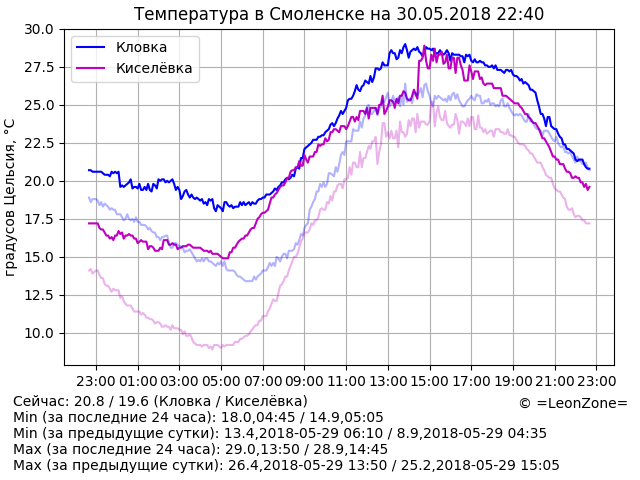 Температура в Смоленске на 30.05.2018 22:40
градусов Цельсия, °C
30.0
27.5
25.0
22.5
20.0
17.5
15.0
12.5
10.0
Кловка
Киселёвка
23:00 01:00 03:00 05:00 07:00 09:00 11:00 13:00 15:00 17:00 19:00 21:00 23:00
Сейчас: 20.8 / 19.6 (Кловка / Киселёвка)
© =LeonZone=
Min (за последние 24 часа): 18.0,04:45 / 14.9,05:05
Min (за предыдущие сутки): 13.4,2018-05-29 06:10 / 8.9,2018-05-29 04:35
Max (за последние 24 часа): 29.0,13:50 / 28.9,14:45
Max (за предыдущие сутки): 26.4,2018-05-29 13:50 / 25.2,2018-05-29 15:05